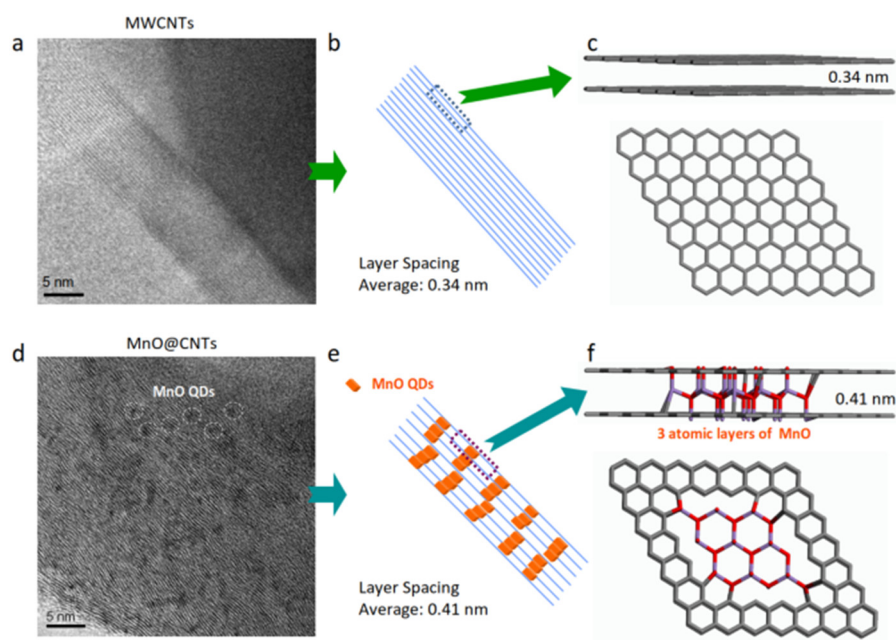 MWCNTs
a
b
c
0.34 nm
Layer Spacing
Average: 0.34 nm
5 nm
MnO@CNTs
d
e
f
MnO QDs
MnO QDs
0.41 nm
3 atomic layers of MnO
Layer Spacing
Average: 0.41 nm
5 nm